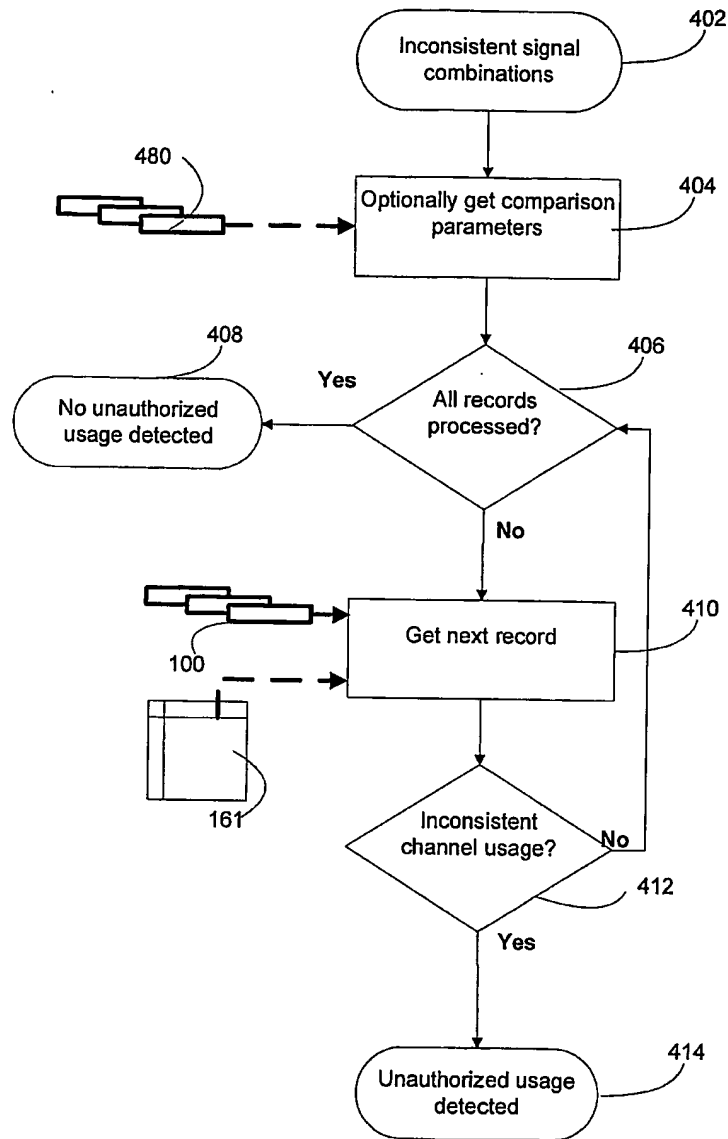 402
Inconsistent signal
combinations
480
Optionally get comparison
parameters
404
408
406
Yes
No unauthorized
usage detected
All records
processed?
No
100
Get next record
410
161
Inconsistent
channel usage?
No
412
Yes
Unauthorized usage
detected
414